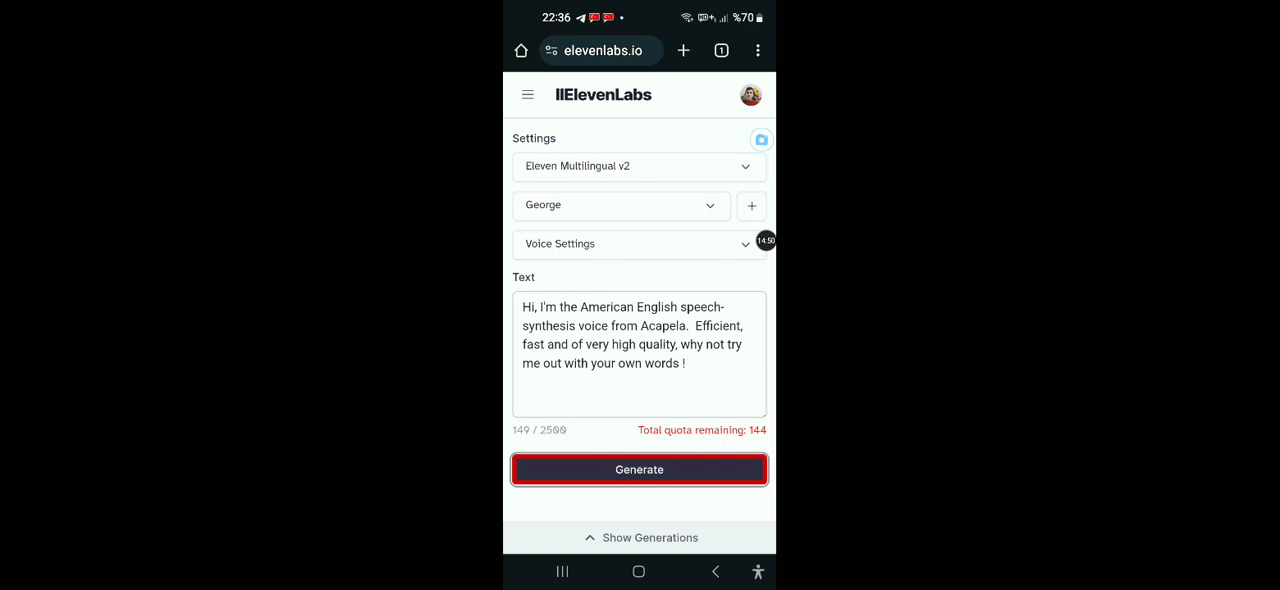 22:36 %70
elevenlabs.io 1
IIElevenLabs
Settings
Eleven Multilingual v2
George
Voice Settings
14:50
Text
Hi, I'm the American English speech-
synthesis voice from Acapela.  Efficient,
fast and of very high quality, why not try
me out with your own words !
149 / 2500 Total quota remaining: 144
Generate
Show Generations